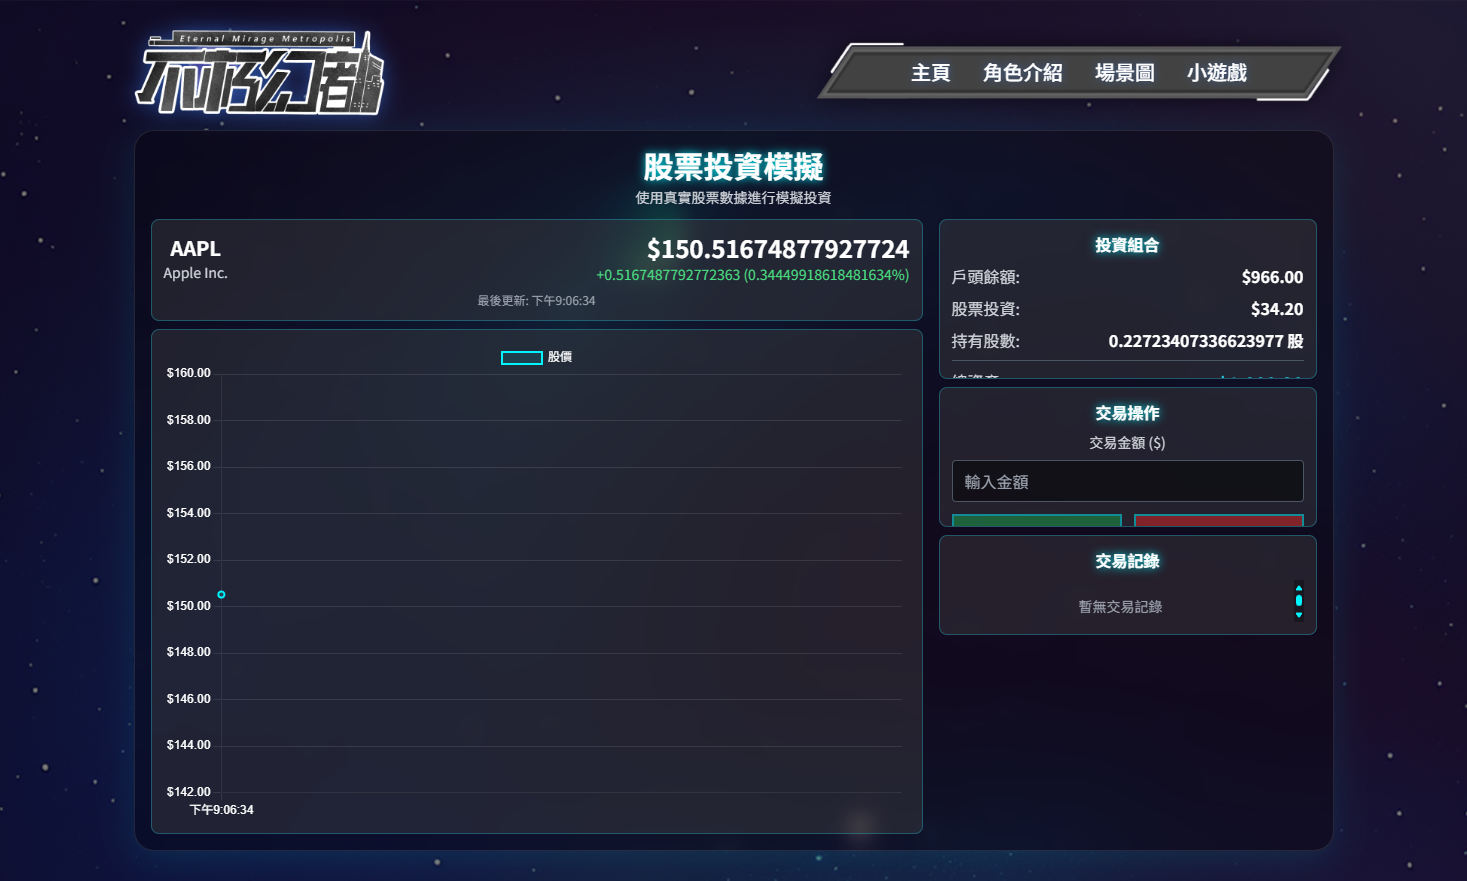 Eternal Mirage Metropolis
不朽幻都
主頁 角色介紹 場景圖 小遊戲
股票投資模擬
使用真實股票數據進行模擬投資
AAPL
$150.51674877927724
Apple Inc.
+0.5167487792772363 (0.34449918618481634%)
最後更新: 下午9:06:34
股價
$160.00
$158.00
$156.00
$154.00
$152.00
$150.00
$148.00
$146.00
$144.00
$142.00
下午9:06:34
投資組合
戶頭餘額: $966.00
股票投資: $34.20
持有股數: 0.22723407336623977 股
交易操作
交易金額 ($)
輸入金額
交易記錄
暫無交易記錄